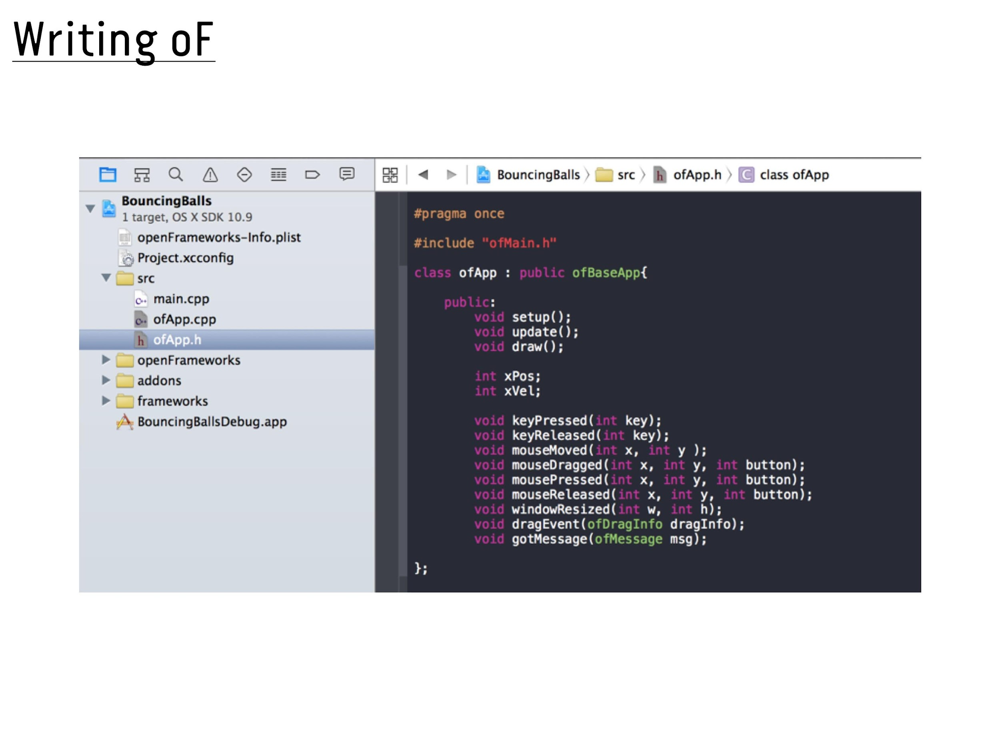 Writing oF
BouncingBalls
1 target, OS X SDK 10.9
openFrameworks-Info.plist
Project.xcconfig
src
main.cpp
ofApp.cpp
ofApp.h
openFrameworks
addons
frameworks
BouncingBallsDebug.app
BouncingBalls 〉 src 〉 h ofApp.h 〉 C class ofApp
#pragma once
#include "ofMain.h"
class ofApp : public ofBaseApp{
public:
void setup();
void update();
void draw();
int xPos;
int xVel;
void keyPressed(int key);
void keyReleased(int key);
void mouseMoved(int x, int y );
void mouseDragged(int x, int y, int button);
void mousePressed(int x, int y, int button);
void mouseReleased(int x, int y, int button);
void windowResized(int w, int h);
void dragEvent(ofDragInfo dragInfo);
void gotMessage(ofMessage msg);
};